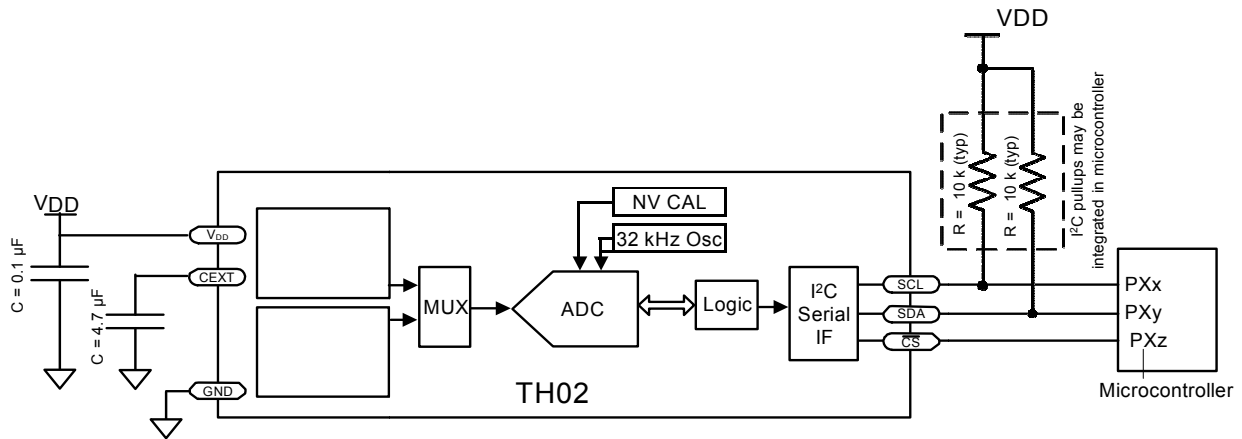 VDD
R = 10 k (typ)
R = 10 k (typ)
I²C pullups may be
integrated in microcontroller
VDD
C = 0.1 µF
C = 4.7 µF
VDD
CEXT
GND
NV CAL
32 kHz Osc
MUX
ADC
Logic
I²C
Serial
IF
SCL
SDA
CS
TH02
PXx
PXy
PXz
Microcontroller